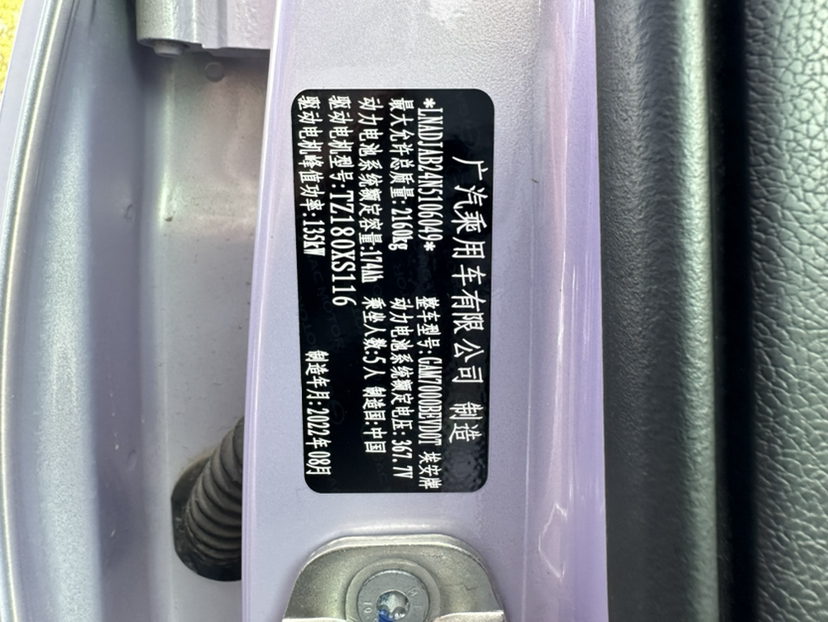 广汽乘用车有限公司 制造
*LNADJAB24N5106049* 整车型号:GAM7000BEVD0T 埃安牌
最大允许总质量:2160kg 动力电池系统额定电压:367.7V
动力电池系统额定容量:174Ah 乘坐人数:5人 制造国:中国
驱动电机型号:TZ180XS116
驱动电机峰值功率:135KW 制造年月:2022年08月